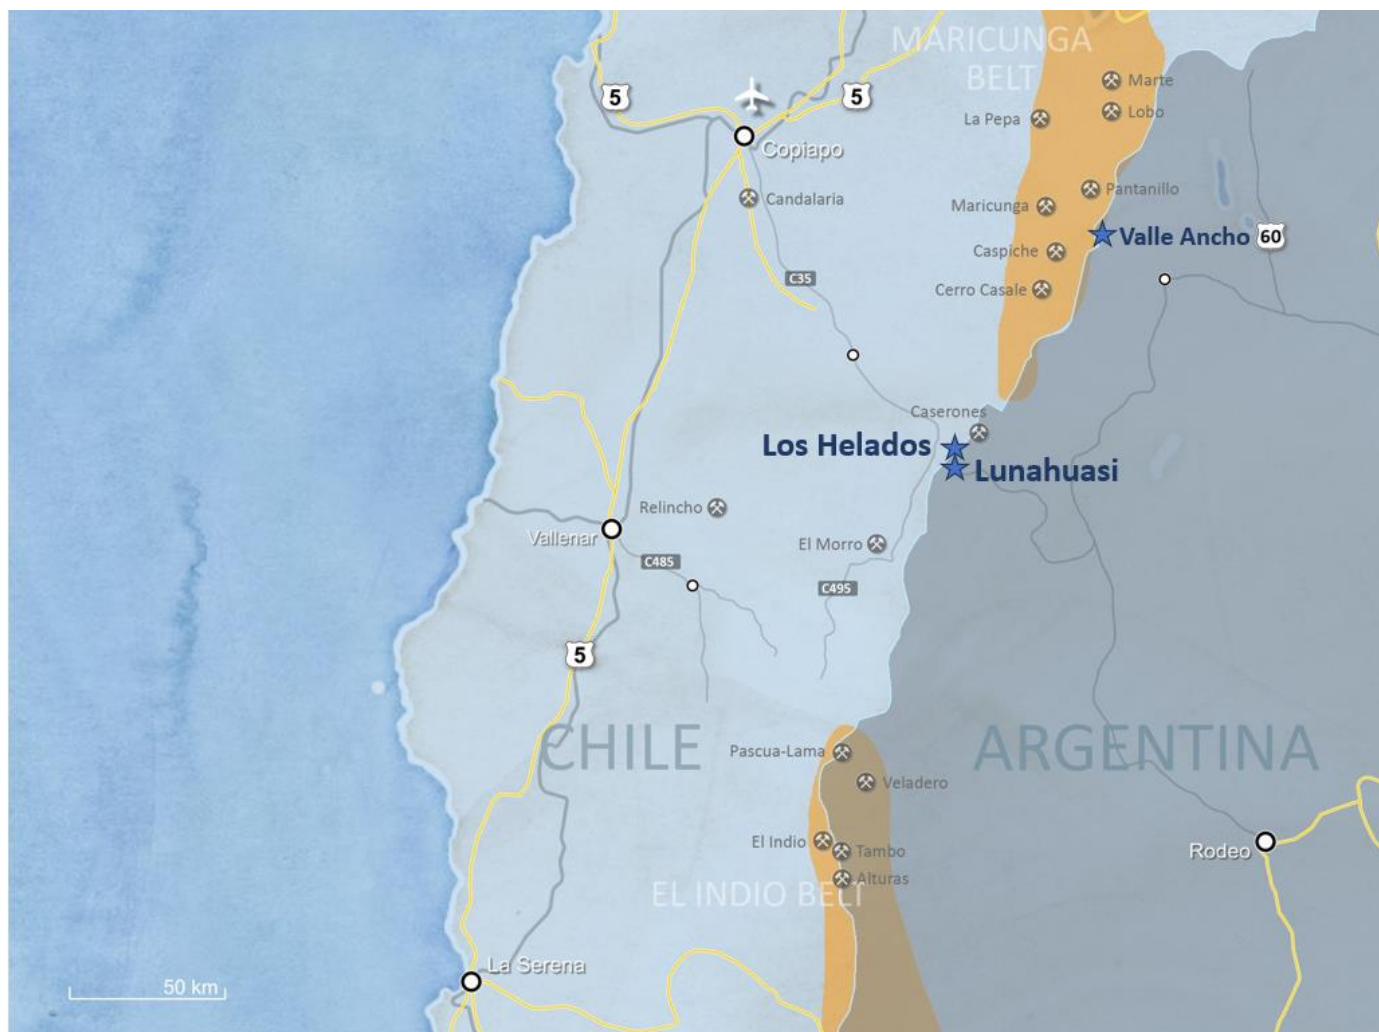 MARICUNGA
BELT
Marte
5
5
Lobo
La Pepa
Copiapo
Pantanillo
Candalaria
Maricunga
Valle Ancho
60
Caspiche
C35
Cerro Casale
Caserones
Los Helados
Lunahuasi
Relincho
Vallenar
El Morro
C485
C495
5
CHILE
ARGENTINA
Pascua-Lama
Veladero
El Indio
Tambo
Rodeo
Alturas
EL INDIO BELT
La Serena
50 km